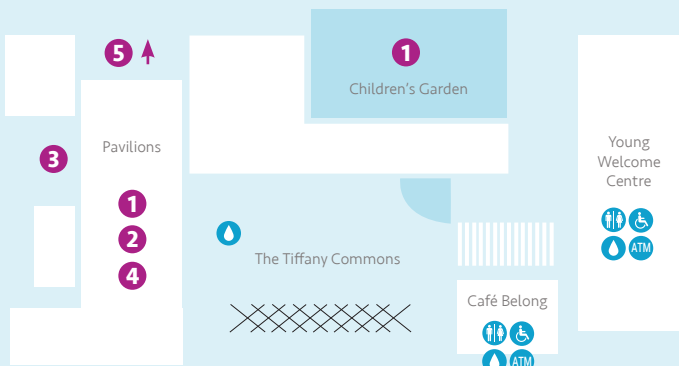 5
1
Children's Garden
Pavilions
3
1
2
4
The Tiffany Commons
Young
Welcome
Centre
ATM
Café Belong
ATM